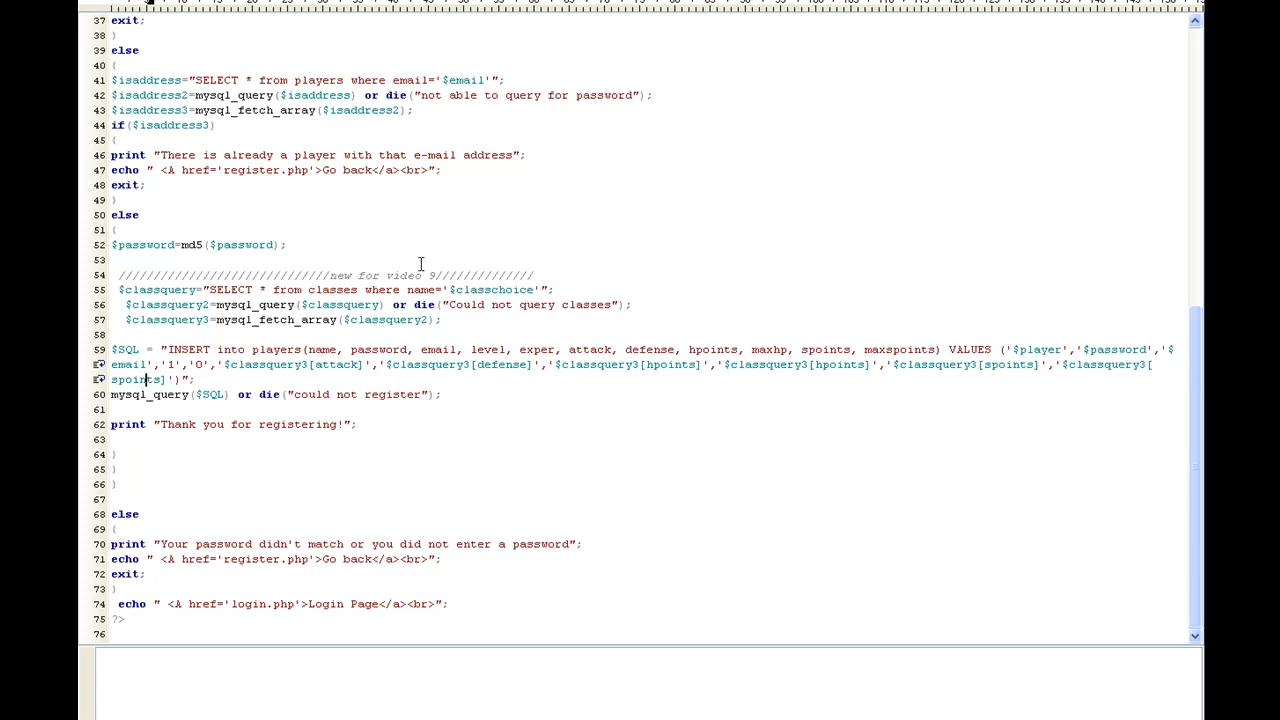 37 exit;
38 }
39 else
40 {
41 $isaddress="SELECT * from players where email='$email'";
42 $isaddress2=mysql_query($isaddress) or die("not able to query for password");
43 $isaddress3=mysql_fetch_array($isaddress2);
44 if($isaddress3)
45 {
46 print "There is already a player with that e-mail address";
47 echo " <A href='register.php'>Go back</a><br>";
48 exit;
49 }
50 else
51 {
52 $password=md5($password);
53
54 /////////////////////////////new for video 9//////////////
55 $classquery="SELECT * from classes where name='$classchoice'";
56 $classquery2=mysql_query($classquery) or die("Could not query classes");
57 $classquery3=mysql_fetch_array($classquery2);
58
59 $SQL = "INSERT into players(name, password, email, level, exper, attack, defense, hpoints, maxhp, spoints, maxspoints) VALUES ('$player','$password','$
email','1','0','$classquery3[attack]','$classquery3[defense]','$classquery3[hpoints]','$classquery3[hpoints]','$classquery3[spoints]','$classquery3[
spoints]')";
60 mysql_query($SQL) or die("could not register");
61
62 print "Thank you for registering!";
63
64 }
65 }
66 }
67
68 else
69 {
70 print "Your password didn't match or you did not enter a password";
71 echo " <A href='register.php'>Go back</a><br>";
72 exit;
73 }
74 echo " <A href='login.php'>Login Page</a><br>";
75 ?>
76